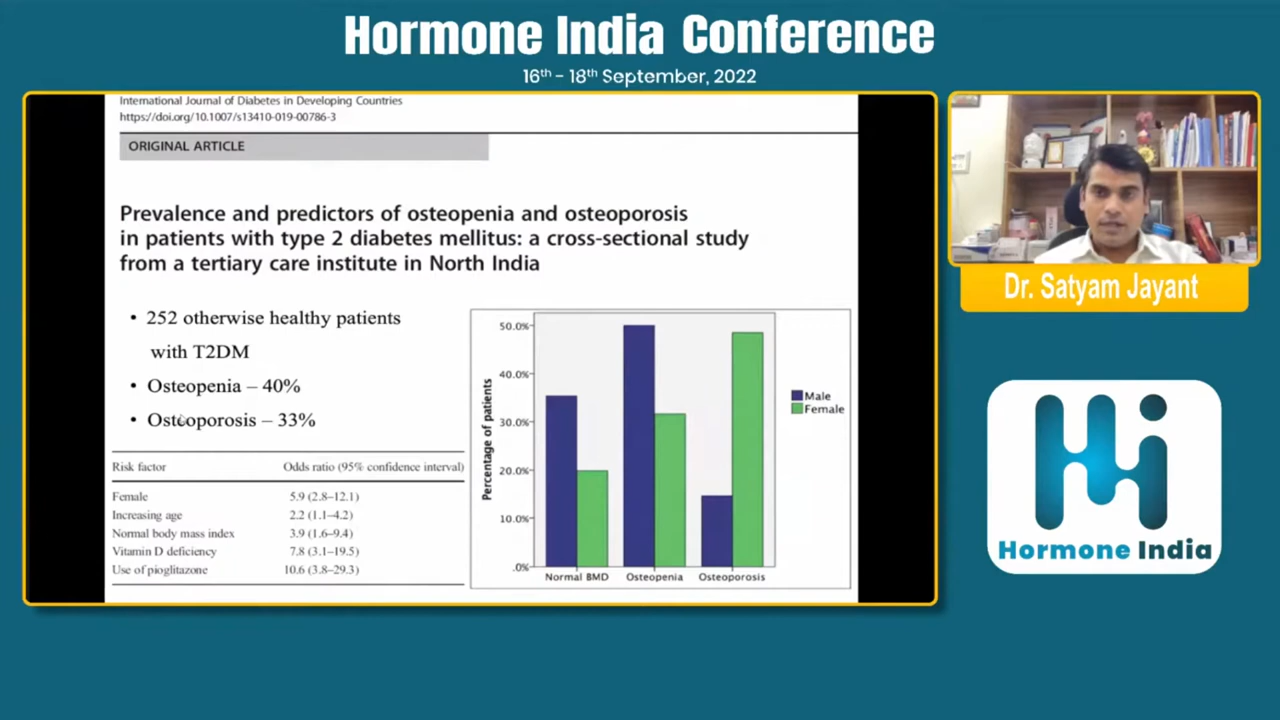 Hormone India Conference
16th – 18th September, 2022
International Journal of Diabetes in Developing Countries
https://doi.org/10.1007/s13410-019-00786-3
ORIGINAL ARTICLE
Prevalence and predictors of osteopenia and osteoporosis
in patients with type 2 diabetes mellitus: a cross-sectional study
from a tertiary care institute in North India
• 252 otherwise healthy patients
with T2DM
• Osteopenia – 40%
• Osteoporosis – 33%
Risk factor Odds ratio (95% confidence interval)
Female 5.9 (2.8–12.1)
Increasing age 2.2 (1.1–4.2)
Normal body mass index 3.9 (1.6–9.4)
Vitamin D deficiency 7.8 (3.1–19.5)
Use of pioglitazone 10.6 (3.8–29.3)
Percentage of patients
50.0%
40.0%
30.0%
20.0%
10.0%
.0%
Normal BMD Osteopenia Osteoporosis
Male
Female
Dr. Satyam Jayant
Hormone India